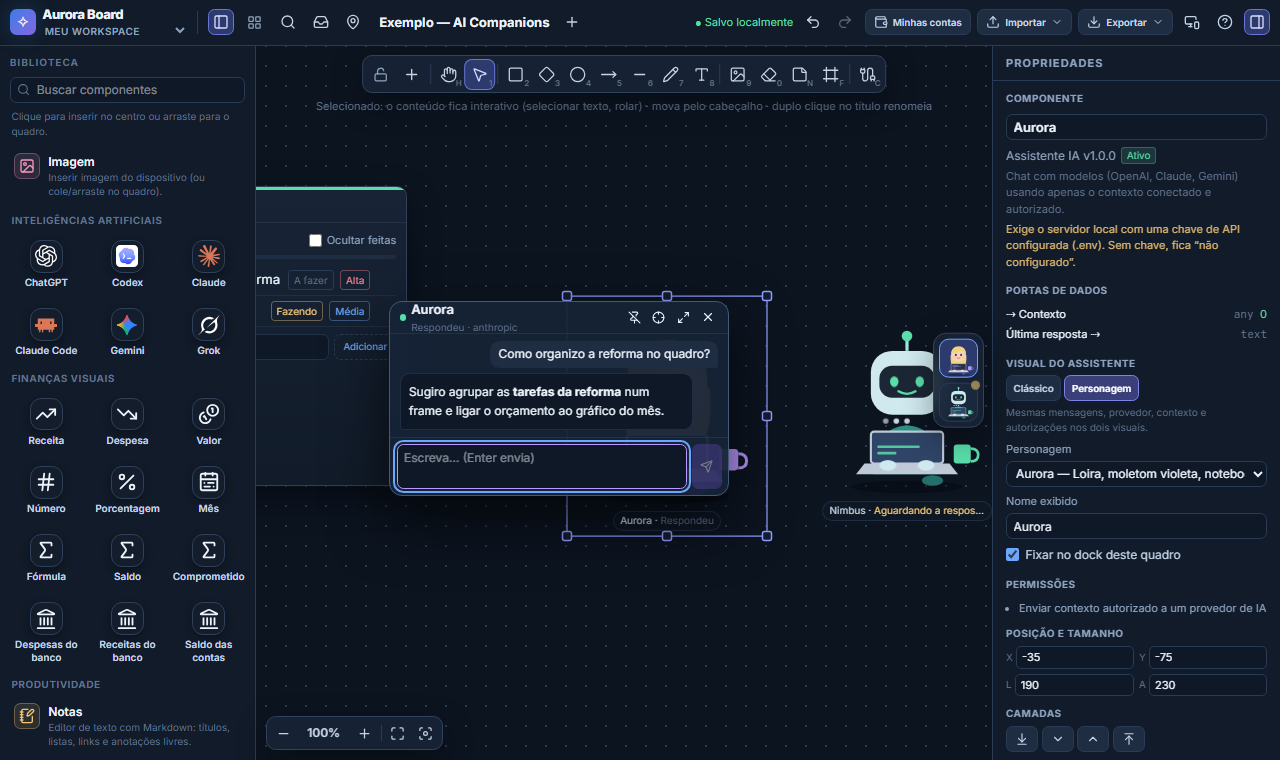 Aurora Board
MEU WORKSPACE
Exemplo — AI Companions
Salvo localmente
Minhas contas
Importar
Exportar
BIBLIOTECA
Buscar componentes
Clique para inserir no centro ou arraste para o
quadro.
Imagem
Inserir imagem do dispositivo (ou
cole/arraste no quadro).
INTELIGÊNCIAS ARTIFICIAIS
ChatGPT
Codex
Claude
Claude Code
Gemini
Grok
FINANÇAS VISUAIS
Receita
Despesa
Valor
Número
Porcentagem
Mês
Fórmula
Saldo
Comprometido
Despesas do
banco
Receitas do
banco
Saldo das
contas
PRODUTIVIDADE
Notas
Editor de texto com Markdown: títulos,
listas, links e anotações livres.
H 1 2 3 4 5 6 7 8 9 0 N F C
Selecionado: o conteúdo fica interativo (selecionar texto, rolar) · mova pelo cabeçalho · duplo clique no título renomeia
Ocultar feitas
rma A fazer Alta
Fazendo Média
Adicionar
Aurora
Respondeu · anthropic
Como organizo a reforma no quadro?
Sugiro agrupar as tarefas da reforma num
frame e ligar o orçamento ao gráfico do mês.
Escreva... (Enter envia)
Aurora · Respondeu
Nimbus · Aguardando a respos...
100%
PROPRIEDADES
COMPONENTE
Aurora
Assistente IA v1.0.0 Ativo
Chat com modelos (OpenAI, Claude, Gemini)
usando apenas o contexto conectado e
autorizado.
Exige o servidor local com uma chave de API
configurada (.env). Sem chave, fica “não
configurado”.
PORTAS DE DADOS
→ Contexto any 0
Última resposta → text
VISUAL DO ASSISTENTE
Clássico
Personagem
Mesmas mensagens, provedor, contexto e
autorizações nos dois visuais.
Personagem
Aurora — Loira, moletom violeta, notebo
Nome exibido
Aurora
Fixar no dock deste quadro
PERMISSÕES
• Enviar contexto autorizado a um provedor de IA
POSIÇÃO E TAMANHO
X -35 Y -75
L 190 A 230
CAMADAS